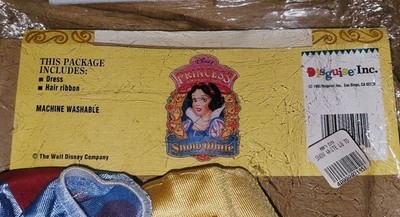 THIS PACKAGE
INCLUDES:
• Dress
• Hair ribbon
MACHINE WASHABLE
© The Walt Disney Company
Disney
PRINCESS
Snow White
Disguise Inc.